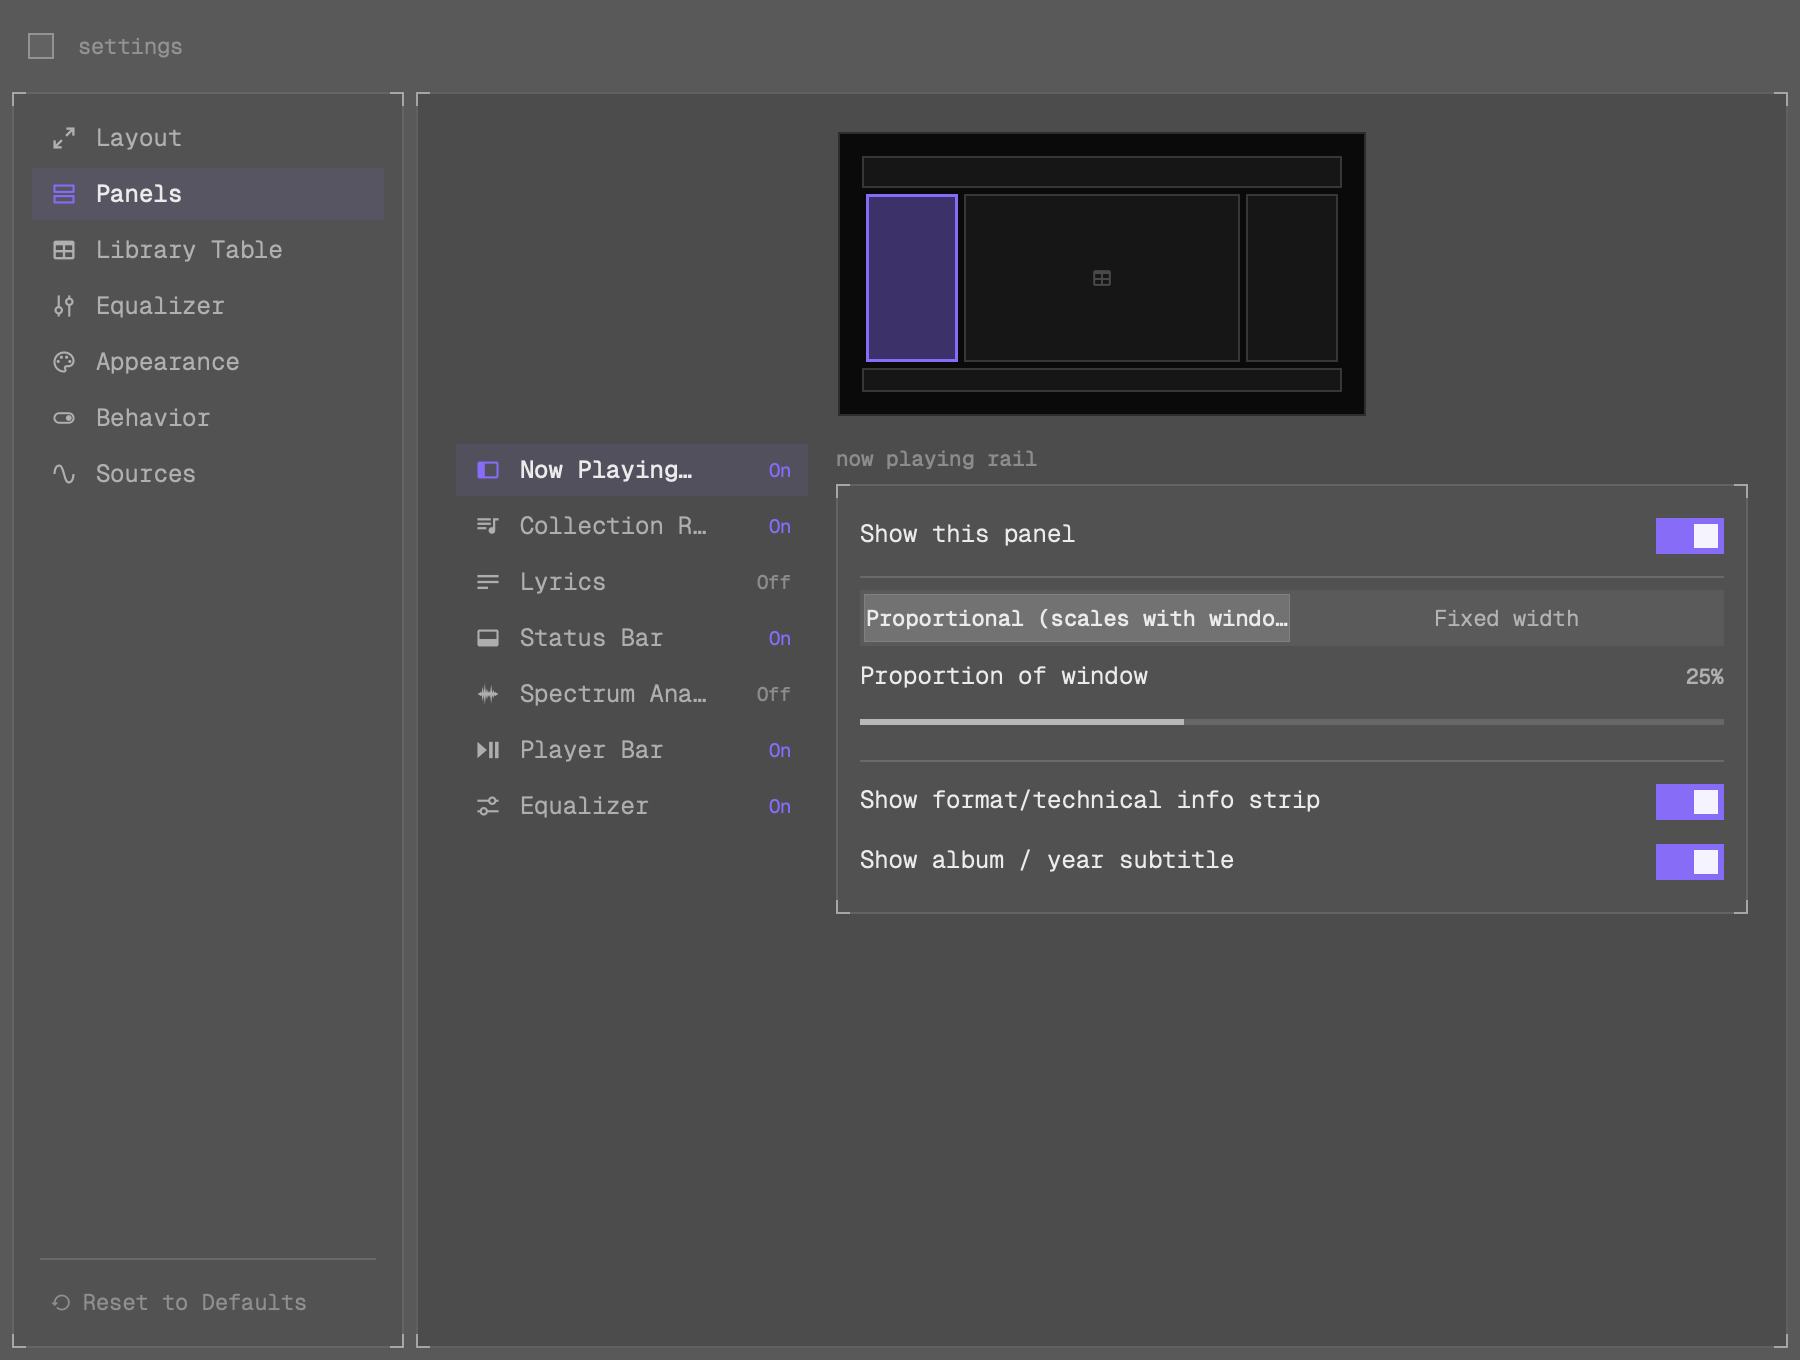 settings
Layout
Panels
Library Table
Equalizer
Appearance
Behavior
Sources
Reset to Defaults
Now Playing… On
Collection R… On
Lyrics Off
Status Bar On
Spectrum Ana… Off
Player Bar On
Equalizer On
now playing rail
Show this panel
Proportional (scales with windo… Fixed width
Proportion of window 25%
Show format/technical info strip
Show album / year subtitle